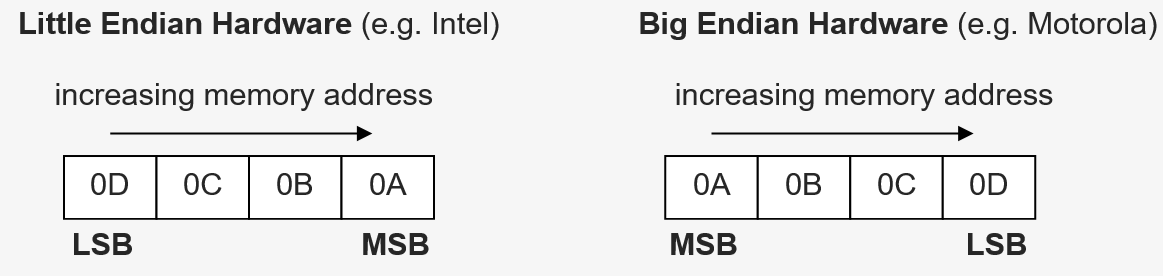 Little Endian Hardware (e.g. Intel)
increasing memory address
0D 0C 0B 0A
LSB MSB
Big Endian Hardware (e.g. Motorola)
increasing memory address
0A 0B 0C 0D
MSB LSB